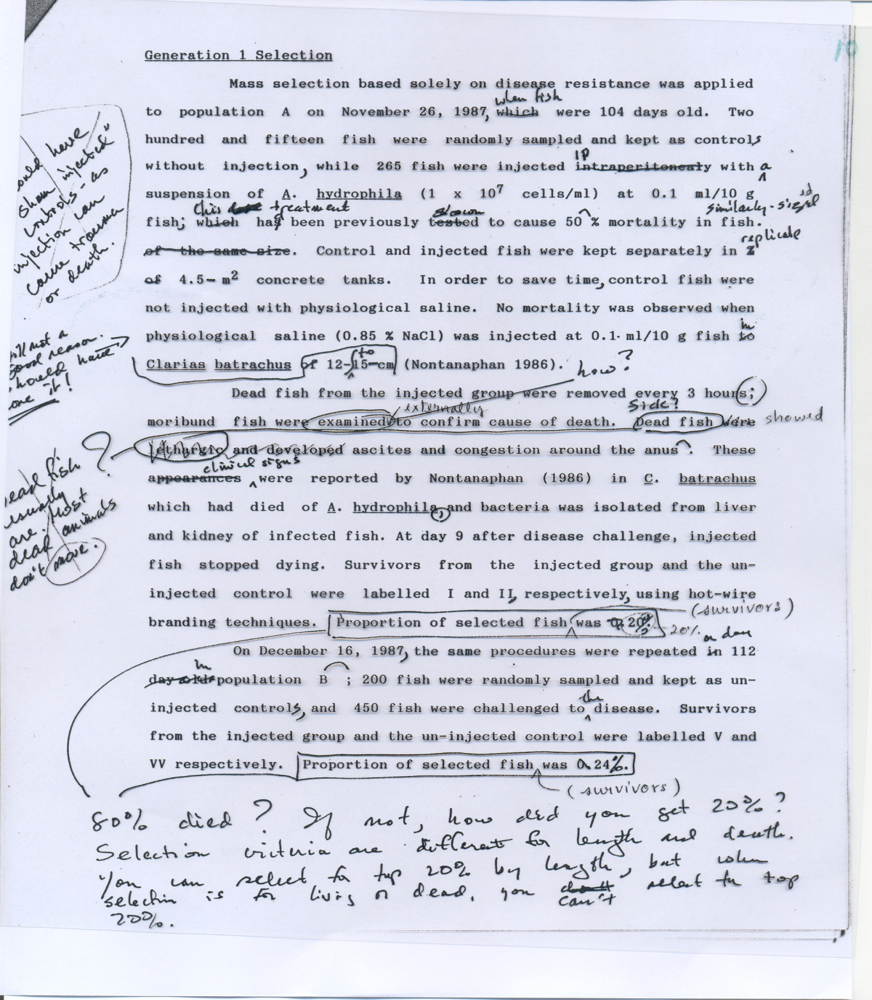 10
Generation 1 Selection
Mass selection based solely on disease resistance was applied
when fish
to population A on November 26, 1987, which were 104 days old. Two
hundred and fifteen fish were randomly sampled and kept as controls
IP
without injection, while 265 fish were injected intraperitonealy with a
suspension of A. hydrophila (1 x 10⁷ cells/ml) at 0.1 ml/10 g
this dose treatment shown similarly-sized
fish; which has been previously tested to cause 50 % mortality in fish.
replicate
of the same size. Control and injected fish were kept separately in 2
of 4.5-m² concrete tanks. In order to save time, control fish were
not injected with physiological saline. No mortality was observed when
in
physiological saline (0.85 % NaCl) was injected at 0.1 ml/10 g fish to
to
Clarias batrachus of 12-15-cm (Nontanaphan 1986). how?
Dead fish from the injected group were removed every 3 hours;
externally Sick?
moribund fish were examined to confirm cause of death. Dead fish were showed
lethargic and developed ascites and congestion around the anus. These
clinical signs
appearances were reported by Nontanaphan (1986) in C. batrachus
which had died of A. hydrophila, and bacteria was isolated from liver
and kidney of infected fish. At day 9 after disease challenge, injected
fish stopped dying. Survivors from the injected group and the un-
injected control were labelled I and II, respectively, using hot-wire
(survivors)
branding techniques. Proportion of selected fish was 0.20%. 20%
on day
On December 16, 1987, the same procedures were repeated in 112
in
day old population B ; 200 fish were randomly sampled and kept as un-
the
injected controls, and 450 fish were challenged to disease. Survivors
from the injected group and the un-injected control were labelled V and
VV respectively. Proportion of selected fish was 0.24%.
(survivors)
80% died? If not, how did you get 20%?
Selection criteria are different for length and death.
You can select for top 20% by length, but when
selection is for living or dead, you don't can't select for top
20%.
have
sham injected"
controls - as
injection can
cause trauma
or death.
not a
good reason.
should have
it!
fish
usually
are. Most
dead animals
don't move.
?